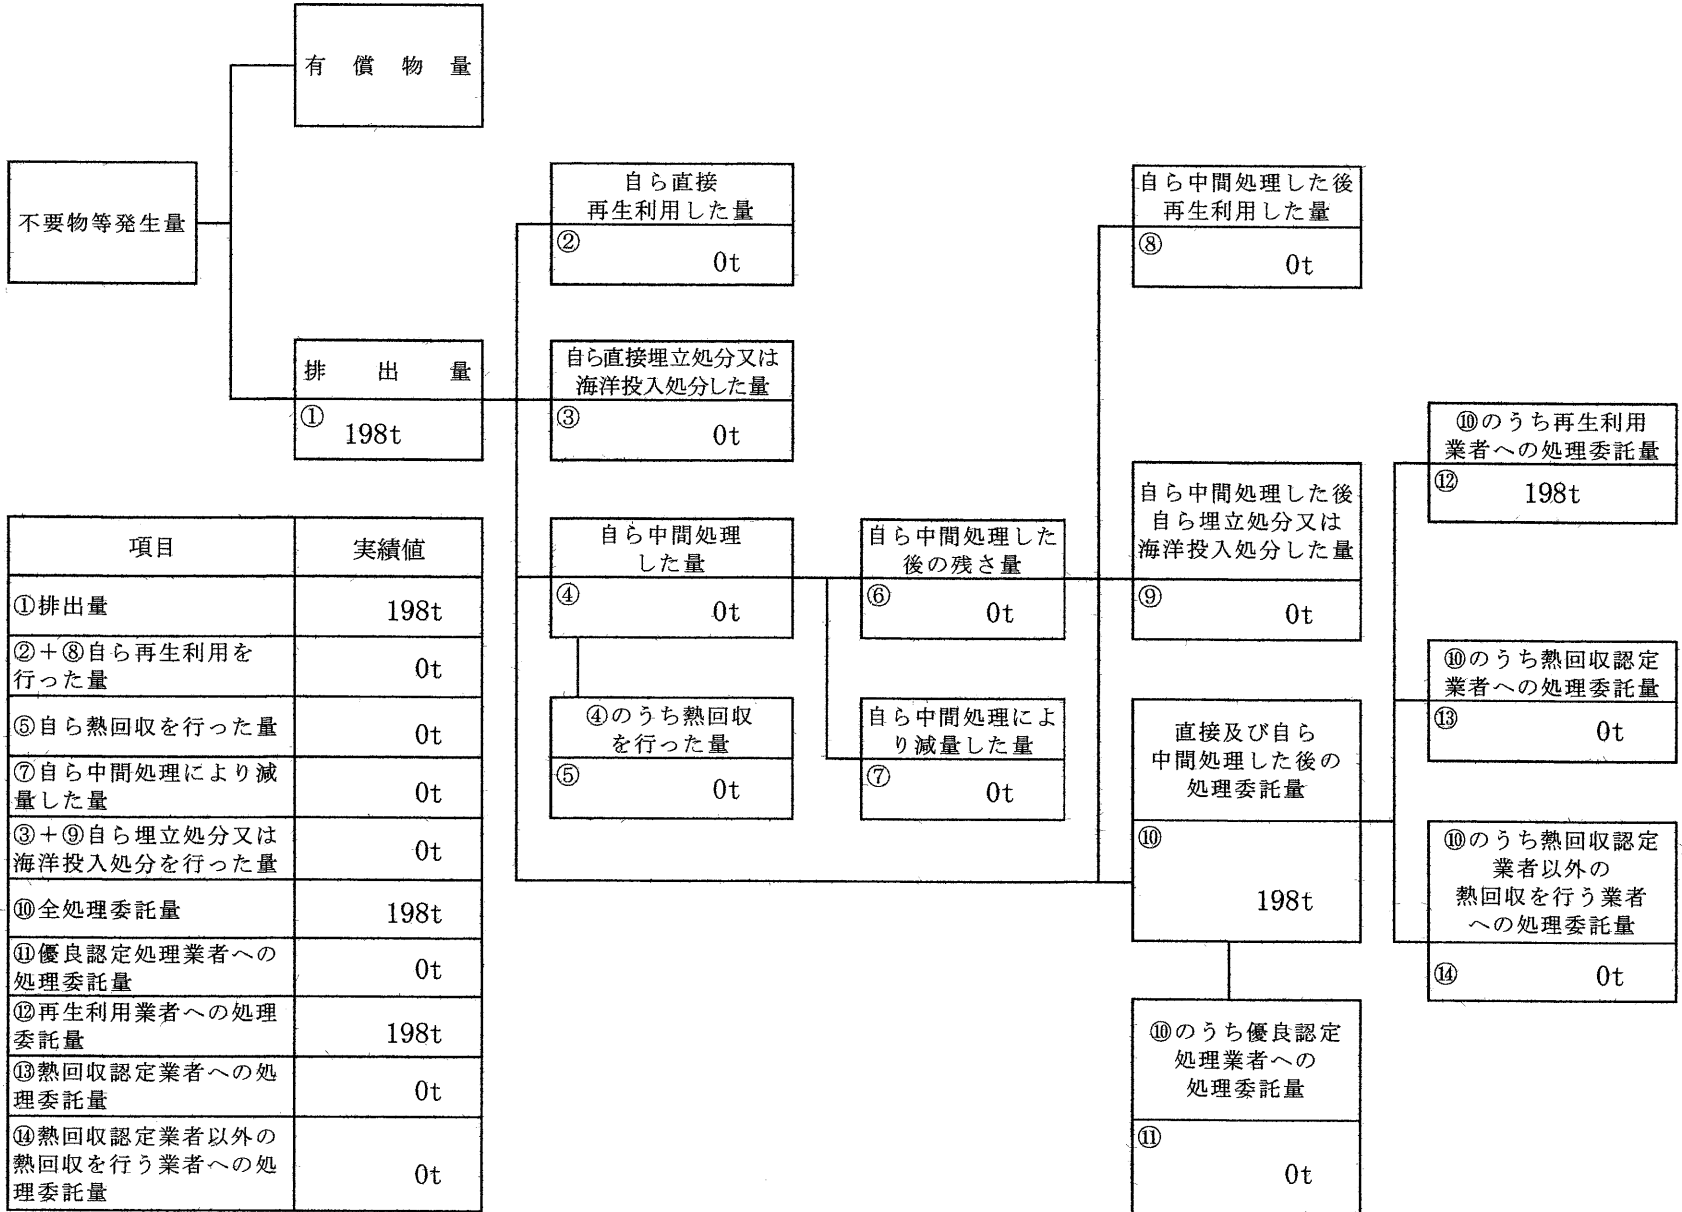 有償物量
不要物等発生量
排出量
①
198t
自ら直接
再生利用した量
②
0t
自ら直接埋立処分又は
海洋投入処分した量
③
0t
自ら中間処理
した量
④
0t
④のうち熱回収
を行った量
⑤
0t
自ら中間処理した
後の残さ量
⑥
0t
自ら中間処理によ
り減量した量
⑦
0t
自ら中間処理した後
再生利用した量
⑧
0t
自ら中間処理した後
自ら埋立処分又は
海洋投入処分した量
⑨
0t
直接及び自ら
中間処理した後の
処理委託量
⑩
198t
⑩のうち優良認定
処理業者への
処理委託量
⑪
0t
⑩のうち再生利用
業者への処理委託量
⑫
198t
⑩のうち熱回収認定
業者への処理委託量
⑬
0t
⑩のうち熱回収認定
業者以外の
熱回収を行う業者
への処理委託量
⑭
0t
項目 実績値
①排出量 198t
②＋⑧自ら再生利用を
行った量 0t
⑤自ら熱回収を行った量 0t
⑦自ら中間処理により減
量した量 0t
③＋⑨自ら埋立処分又は
海洋投入処分を行った量 0t
⑩全処理委託量 198t
⑪優良認定処理業者への
処理委託量 0t
⑫再生利用業者への処理
委託量 198t
⑬熱回収認定業者への処
理委託量 0t
⑭熱回収認定業者以外の
熱回収を行う業者への処
理委託量 0t